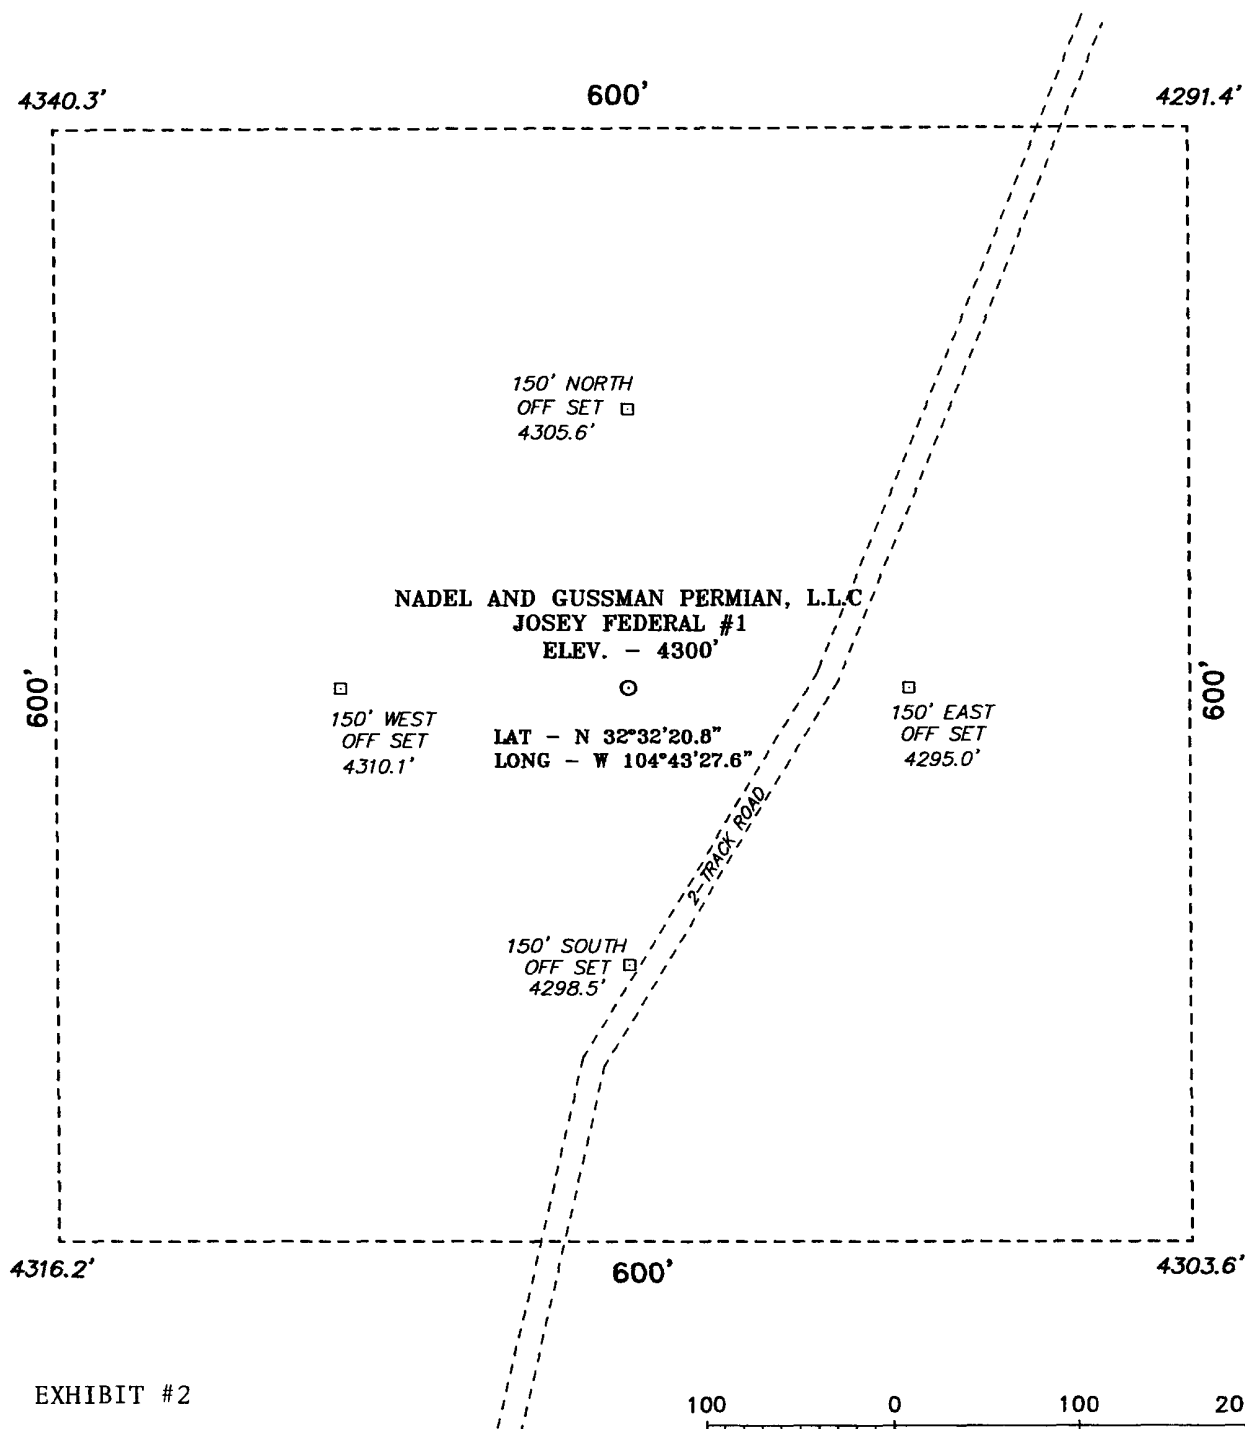 4340.3'
600'
4291.4'
150' NORTH
OFF SET
4305.6'
NADEL AND GUSSMAN PERMIAN, L.L.C
JOSEY FEDERAL #1
ELEV. - 4300'
600'
150' WEST
OFF SET
4310.1'
LAT - N 32°32'20.8"
LONG - W 104°43'27.6"
150' EAST
OFF SET
4295.0'
600'
2-TRACK ROAD
150' SOUTH
OFF SET
4298.5'
4316.2'
600'
4303.6'
EXHIBIT #2
100 0 100 20